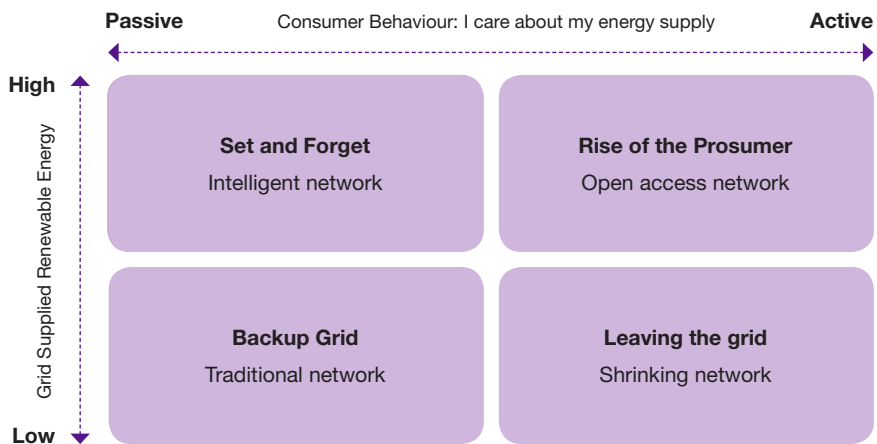 Passive
Consumer Behaviour: I care about my energy supply
Active
High
Grid Supplied Renewable Energy
Low
Set and Forget
Intelligent network
Rise of the Prosumer
Open access network
Backup Grid
Traditional network
Leaving the grid
Shrinking network